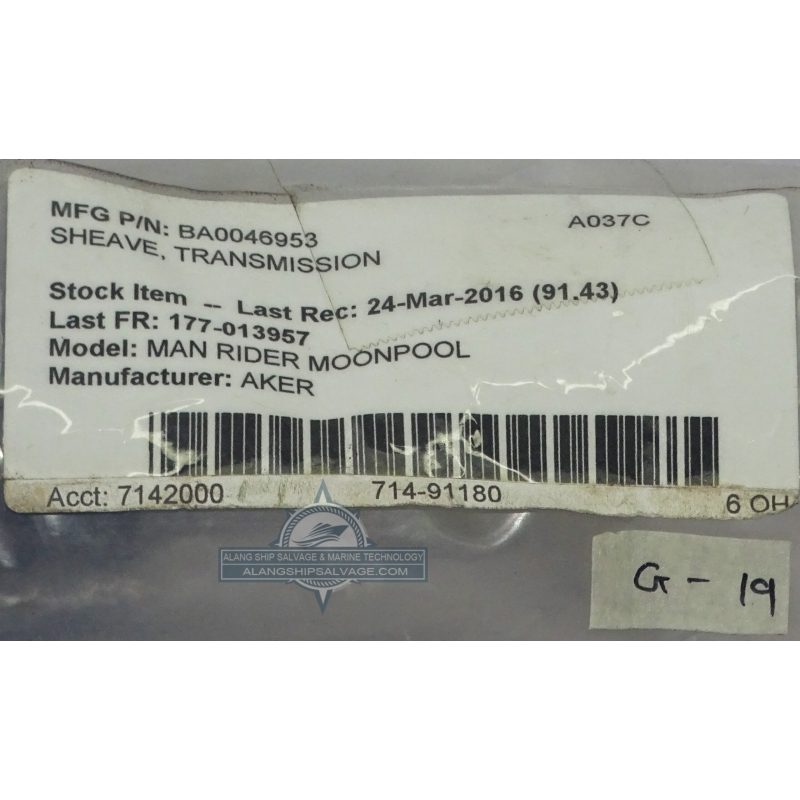 MFG P/N: BA0046953
A037C
SHEAVE, TRANSMISSION
Stock Item -- Last Rec: 24-Mar-2016 (91.43)
Last FR: 177-013957
Model: MAN RIDER MOONPOOL
Manufacturer: AKER
Acct: 7142000
714-91180
6 OH
ALANG SHIP SALVAGE & MARINE TECHNOLOGY
ALANGSHIPSALVAGE.COM
G - 19